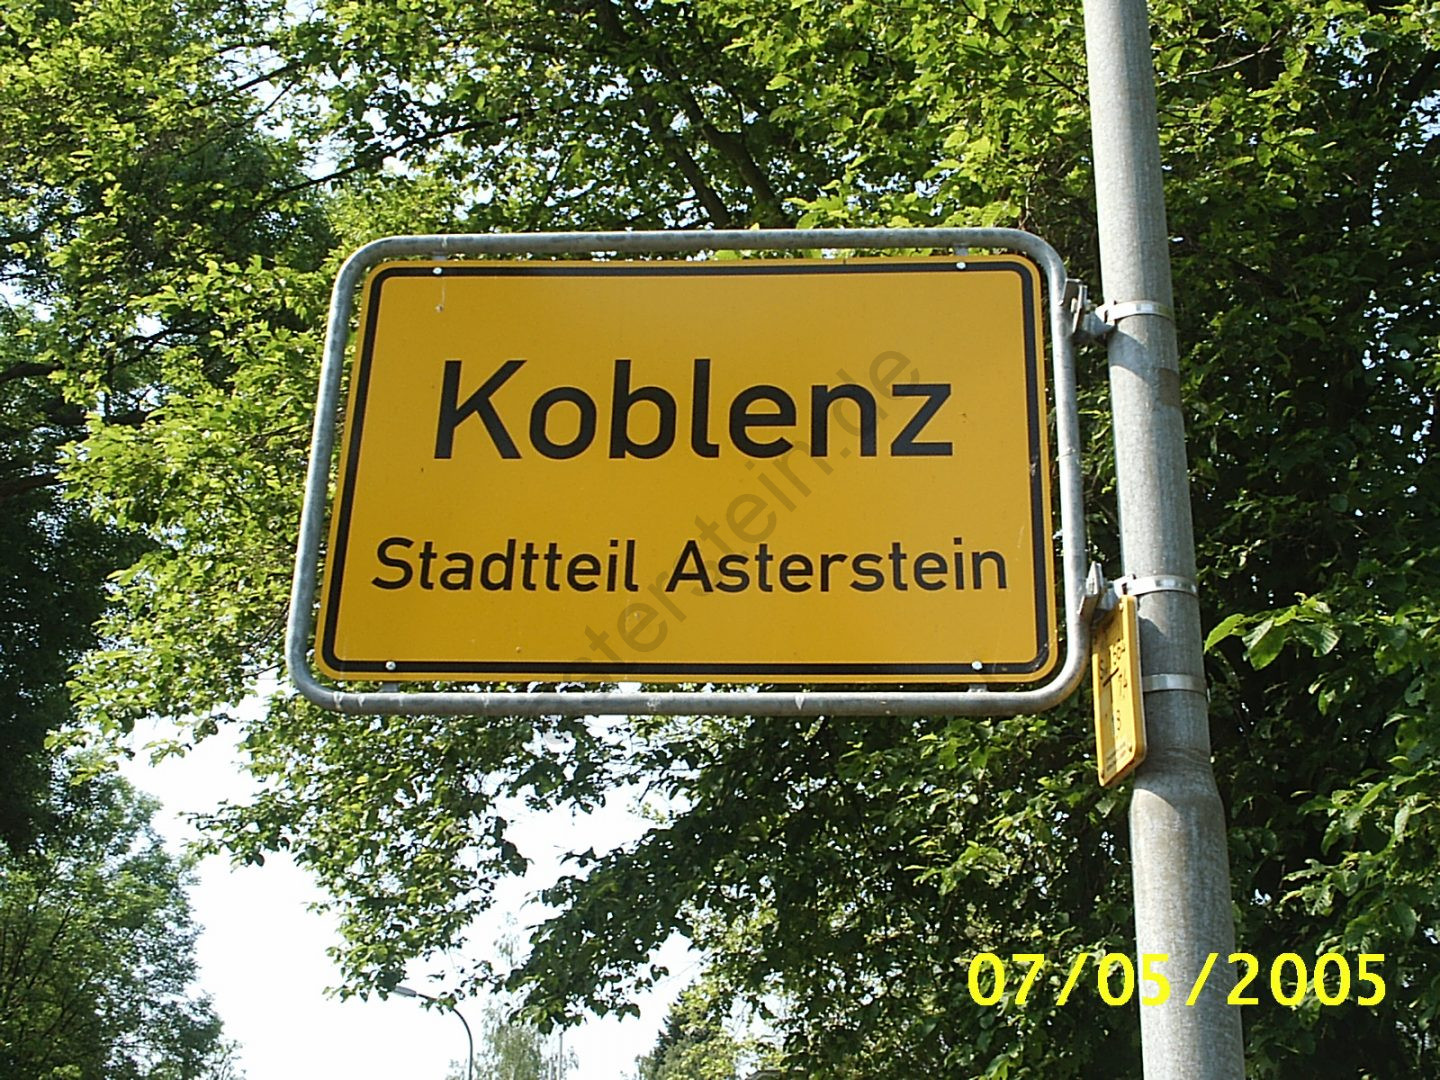 Koblenz
Stadtteil Asterstein
07/05/2005